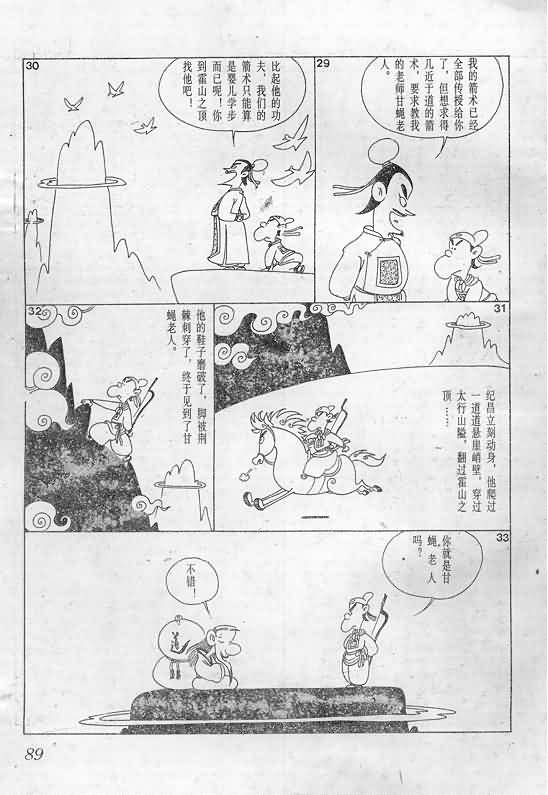 29
我的箭术已经
全部传授给你
了，但想求得
几近于道的箭
术，要求教我
的老师甘蝇老
人。
30
比起他的功
夫，我们的
箭术只能算
是婴儿学步
而已呢！你
到霍山之顶
找他吧！
31
纪昌立刻动身，他爬过
一道道悬崖峭壁，穿过
太行山隘，翻过霍山之
顶……
32
他的鞋子磨破了，脚被荆
棘刺穿了，终于见到了甘
蝇老人。
33
你就是甘
蝇老人
吗？
不错！
道
89